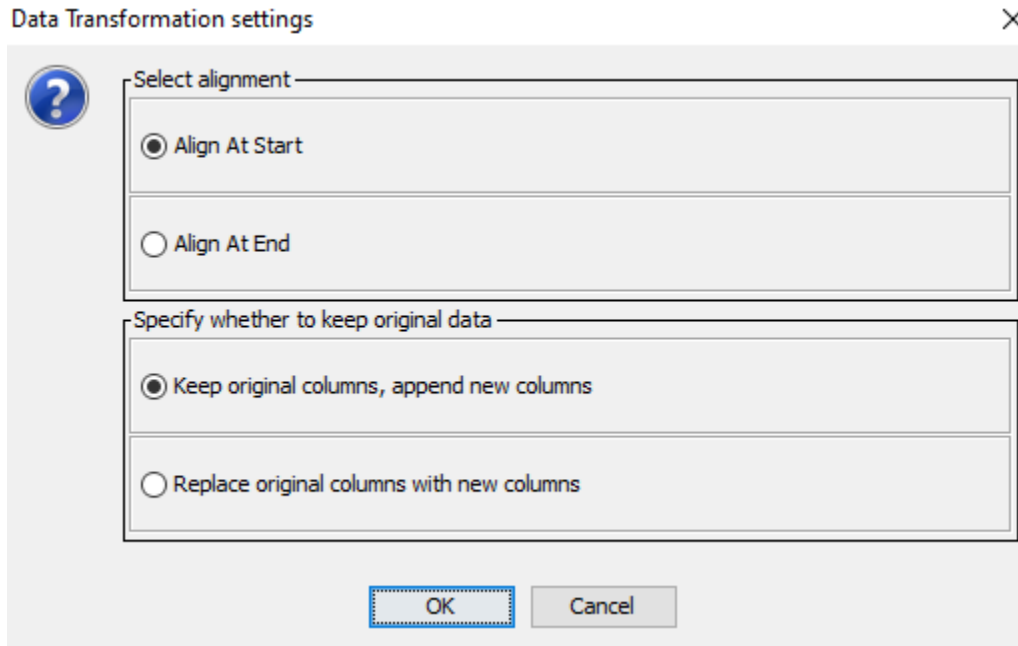 Data Transformation settings
Select alignment
Align At Start
Align At End
Specify whether to keep original data
Keep original columns, append new columns
Replace original columns with new columns
OK
Cancel